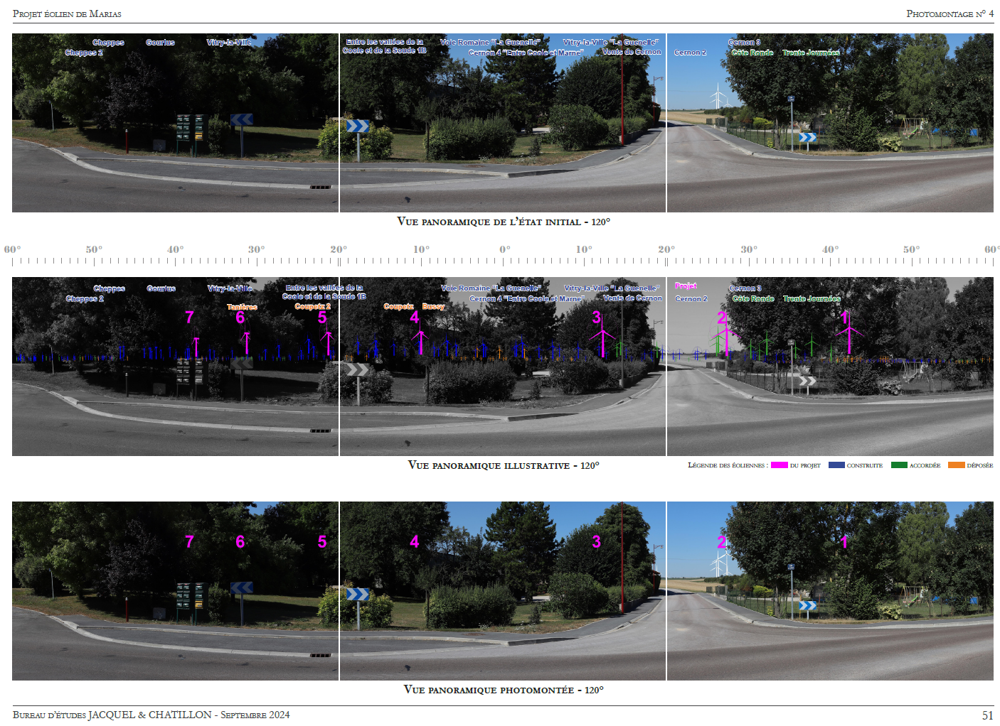 Projet éolien de Marias
Photomontage n° 4
Cheppes
Cheppes 2
Gourlus
Vitry-la-Ville
Entre les vallées de la
Coole et de la Soude 1B
Voie Romaine "La Guenelle"
Cernon 4 "Entre Coole et Marne"
Vitry-la-Ville "La Guenelle"
Vents de Cernon
Cernon 2
Cernon 3
Côte Ronde
Trente Journées
Vue panoramique de l'état initial - 120°
60° 50° 40° 30° 20° 10° 0° 10° 20° 30° 40° 50° 60°
Cheppes
Cheppes 2
Gourlus
Vitry-la-Ville
Tanières
Entre les vallées de la
Coole et de la Soude 1B
Coupetz 2
Coupetz
Bussy
Voie Romaine "La Guenelle"
Cernon 4 "Entre Coole et Marne"
Vitry-la-Ville "La Guenelle"
Vents de Cernon
Projet
Cernon 2
Cernon 3
Côte Ronde
Trente Journées
7 6 5 4 3 2 1
Vue panoramique illustrative - 120°
Légende des éoliennes : du projet construite accordée déposée
7 6 5 4 3 2 1
Vue panoramique photomontée - 120°
Bureau d'études JACQUEL & CHATILLON - Septembre 2024
51